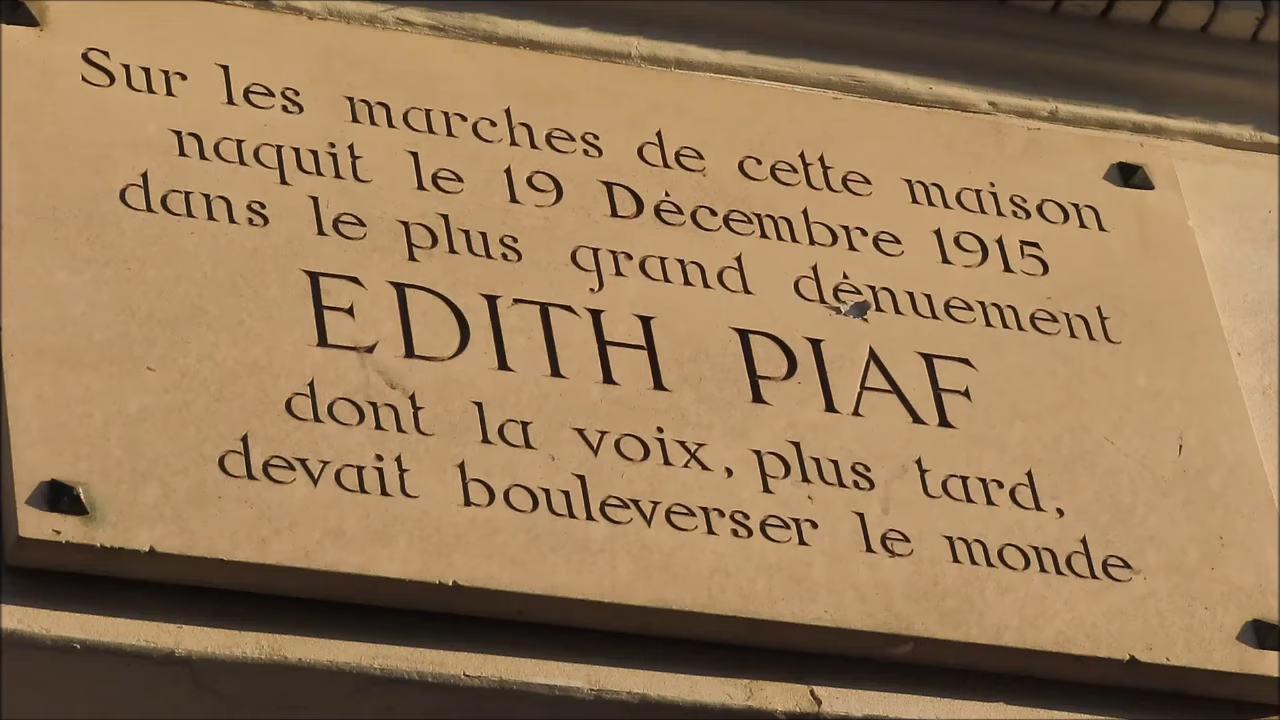 Sur les marches de cette maison
naquit le 19 Décembre 1915
dans le plus grand dénuement
EDITH PIAF
dont la voix, plus tard,
devait bouleverser le monde